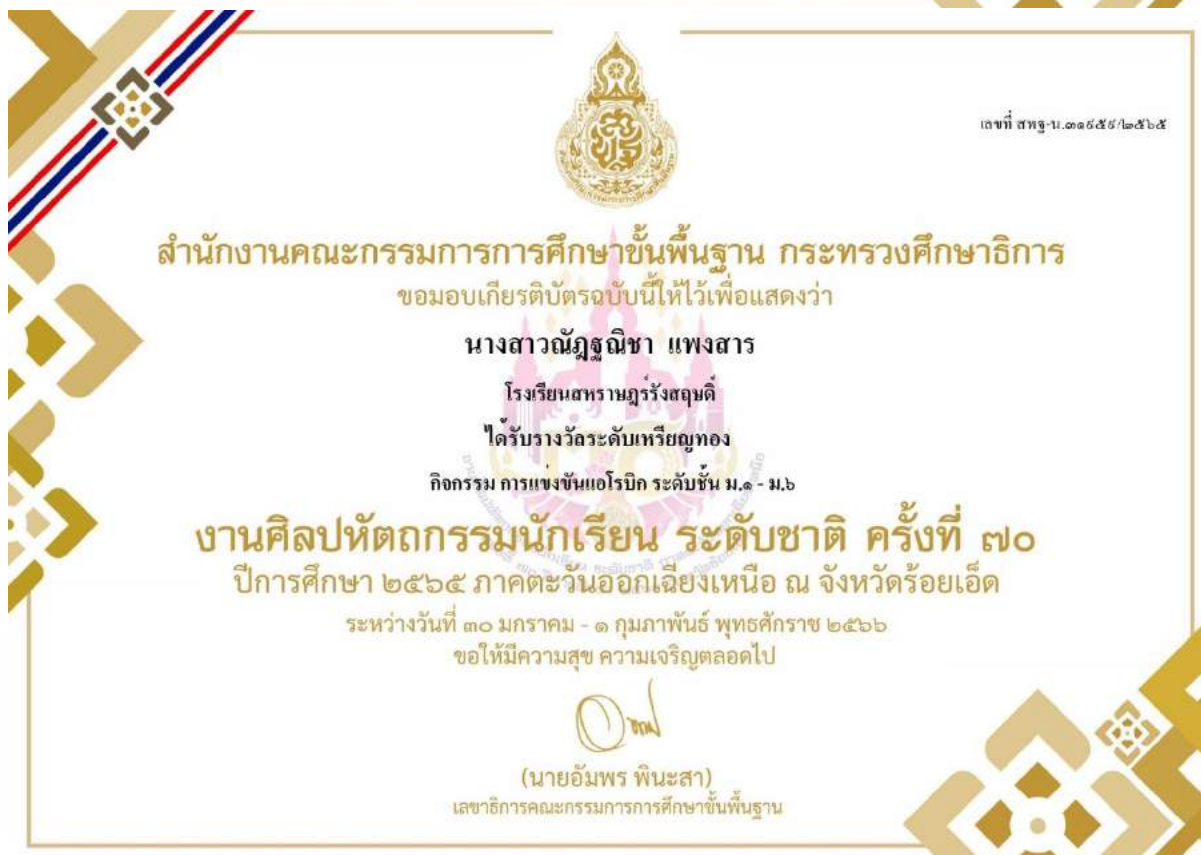 เลขที่ สพฐ-น.๓๑๙๕๙/๒๕๖๕
สำนักงานคณะกรรมการการศึกษาขั้นพื้นฐาน กระทรวงศึกษาธิการ
ขอมอบเกียรติบัตรฉบับนี้ให้ไว้เพื่อแสดงว่า
นางสาวณัฎฐณิชา แพงสาร
โรงเรียนสหราษฎร์รังสฤษดิ์
ได้รับรางวัลระดับเหรียญทอง
กิจกรรม การแข่งขันแอโรบิก ระดับชั้น ม.๑ - ม.๖
งานศิลปหัตถกรรมนักเรียน ระดับชาติ ครั้งที่ ๗๐
ปีการศึกษา ๒๕๖๕ ภาคตะวันออกเฉียงเหนือ ณ จังหวัดร้อยเอ็ด
ระหว่างวันที่ ๓๐ มกราคม - ๑ กุมภาพันธ์ พุทธศักราช ๒๕๖๖
ขอให้มีความสุข ความเจริญตลอดไป
(นายอัมพร พินะสา)
เลขาธิการคณะกรรมการการศึกษาขั้นพื้นฐาน